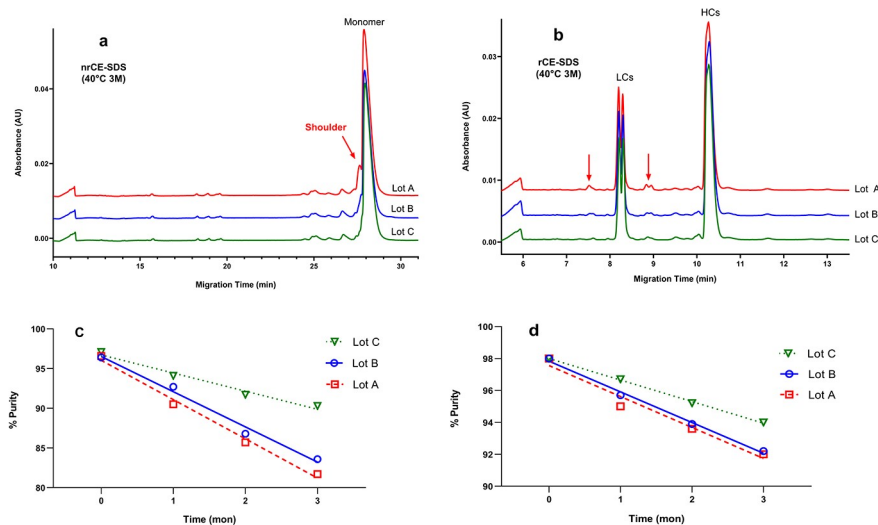 a
nrCE-SDS
(40°C 3M)
Monomer
Shoulder
Lot A
Lot B
Lot C
Absorbance (AU)
0.04
0.02
0.00
10
15
20
25
30
Migration Time (min)
b
rCE-SDS
(40°C 3M)
HCs
LCs
Lot A
Lot B
Lot C
Absorbance (AU)
0.03
0.02
0.01
0.00
6
7
8
9
10
11
12
13
Migration Time (min)
c
Lot C
Lot B
Lot A
% Purity
100
95
90
85
80
0
1
2
3
Time (mon)
d
Lot C
Lot B
Lot A
% Purity
100
98
96
94
92
90
0
1
2
3
Time (mon)